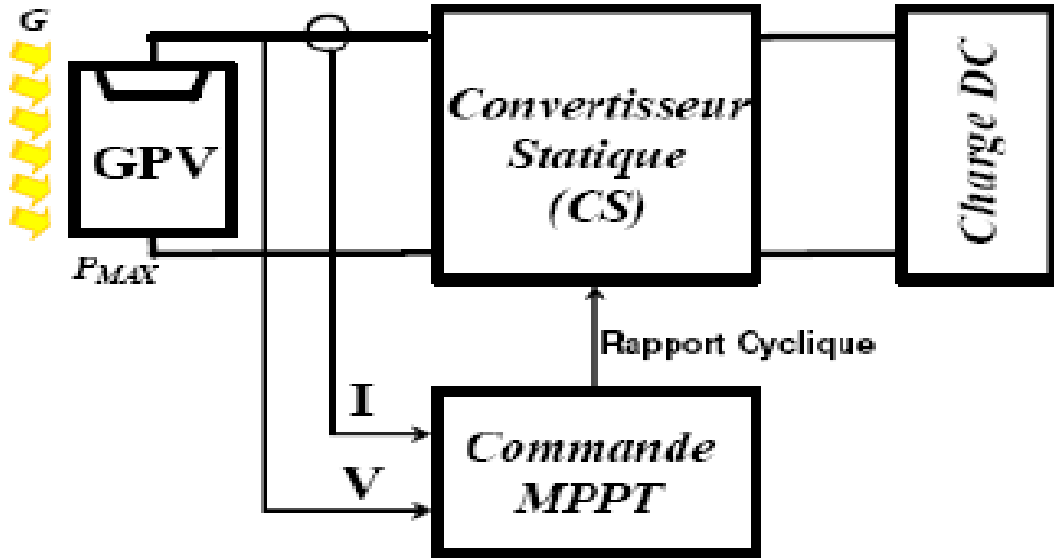 G
GPV
PMAX
Convertisseur
Statique
(CS)
Charge DC
Rapport Cyclique
I
V
Commande
MPPT